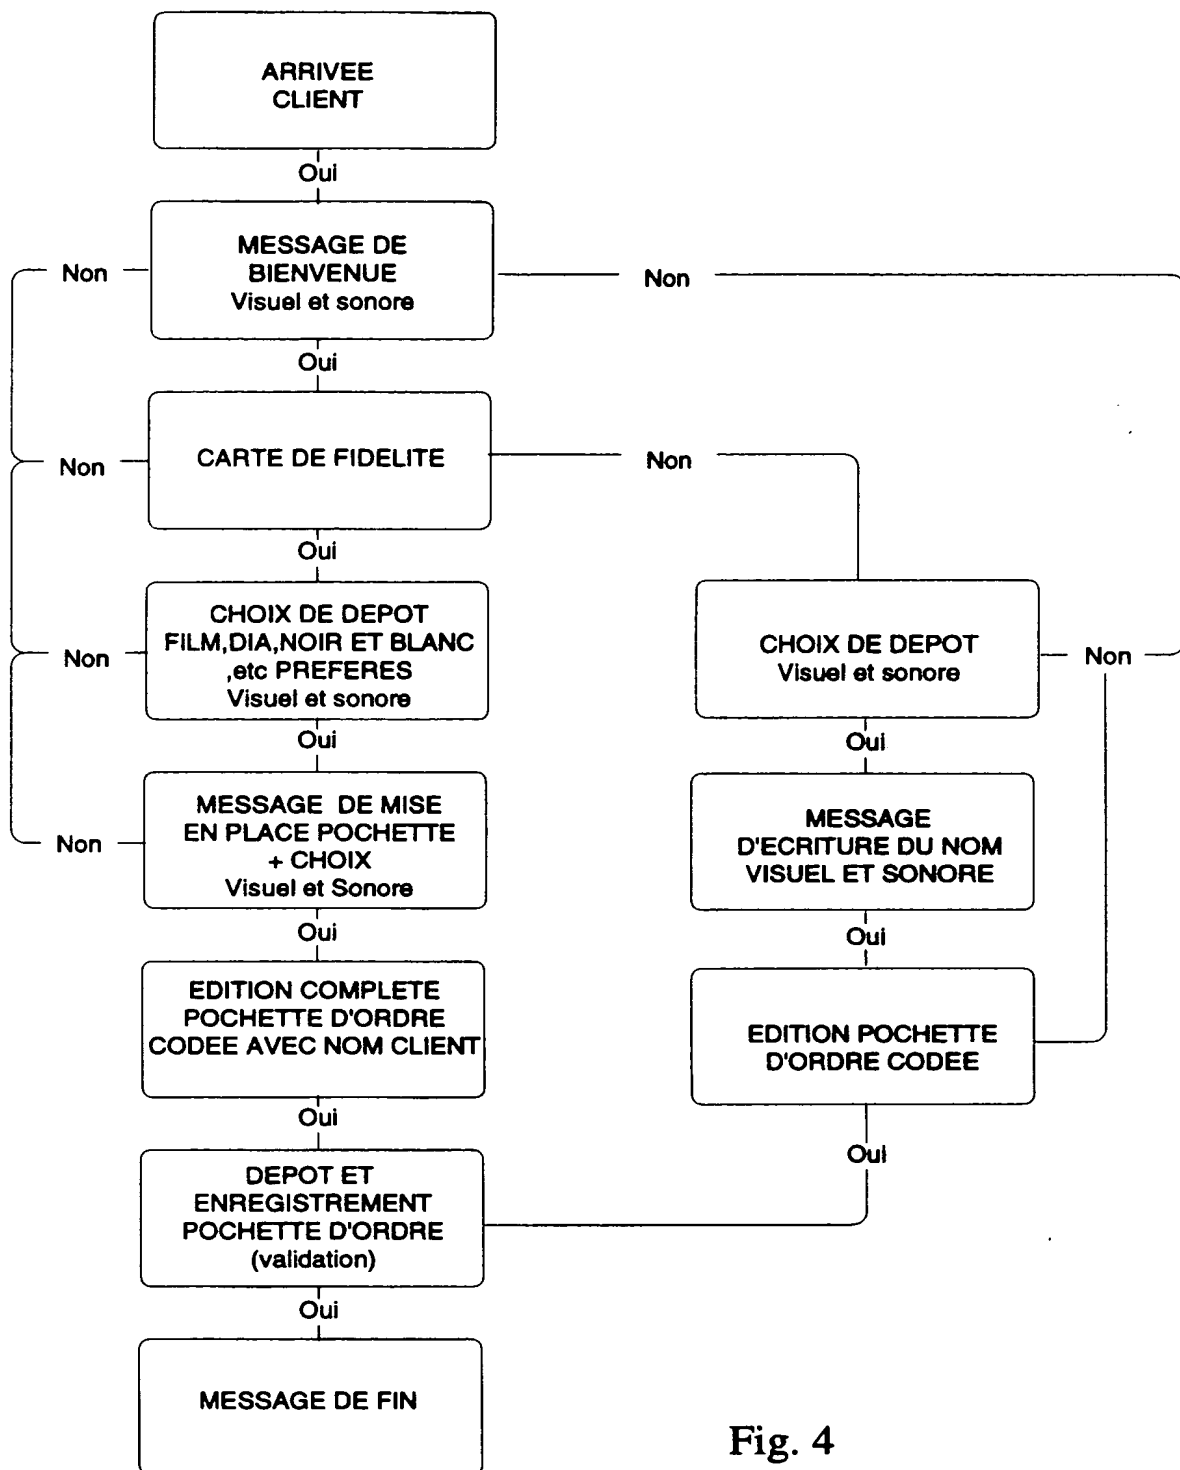 ARRIVEE
CLIENT
Oui
MESSAGE DE
BIENVENUE
Visuel et sonore
Non
Non
Oui
CARTE DE FIDELITE
Non
Non
Oui
CHOIX DE DEPOT
FILM,DIA,NOIR ET BLANC
,etc PREFERES
Visuel et sonore
Non
CHOIX DE DEPOT
Visuel et sonore
Non
Oui
Oui
MESSAGE DE MISE
EN PLACE POCHETTE
+ CHOIX
Visuel et Sonore
Non
MESSAGE
D'ECRITURE DU NOM
VISUEL ET SONORE
Oui
Oui
EDITION COMPLETE
POCHETTE D'ORDRE
CODEE AVEC NOM CLIENT
EDITION POCHETTE
D'ORDRE CODEE
Oui
Oui
DEPOT ET
ENREGISTREMENT
POCHETTE D'ORDRE
(validation)
Oui
MESSAGE DE FIN
Fig. 4